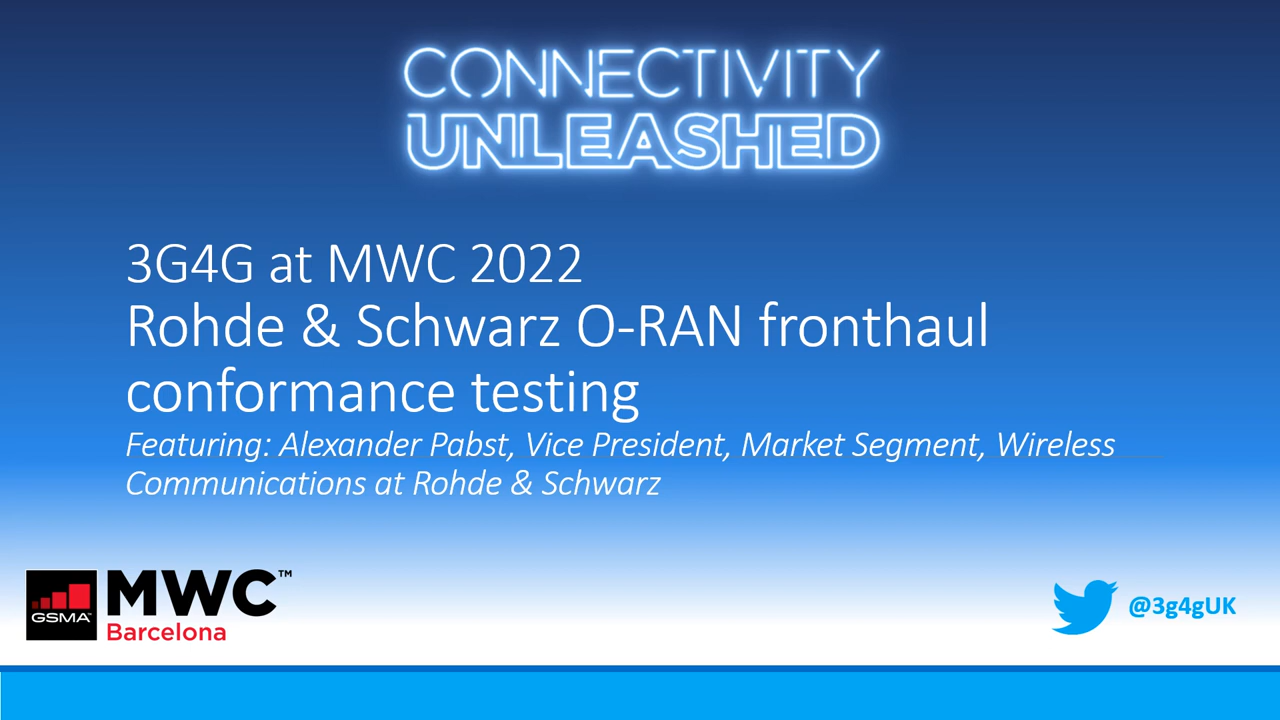 CONNECTIVITY
UNLEASHED
3G4G at MWC 2022
Rohde & Schwarz O-RAN fronthaul
conformance testing
Featuring: Alexander Pabst, Vice President, Market Segment, Wireless
Communications at Rohde & Schwarz
GSMA™
MWC™
Barcelona
@3g4gUK